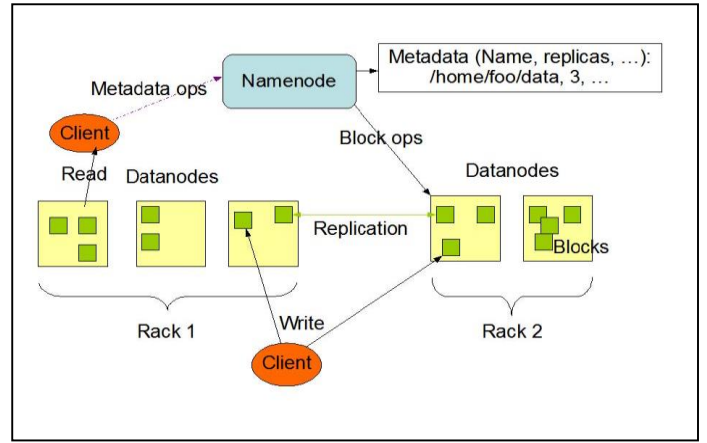 Metadata (Name, replicas, …):
/home/foo/data, 3, …
Namenode
Metadata ops
Client
Block ops
Read
Datanodes
Datanodes
Replication
Blocks
Rack 1
Write
Rack 2
Client